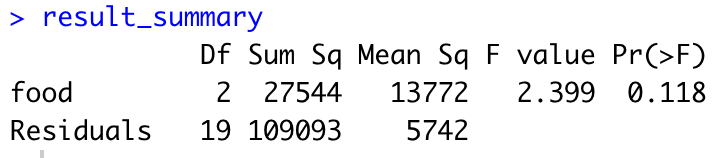 > result_summary
            Df Sum Sq Mean Sq F value Pr(>F)
food         2  27544   13772   2.399  0.118
Residuals   19 109093    5742